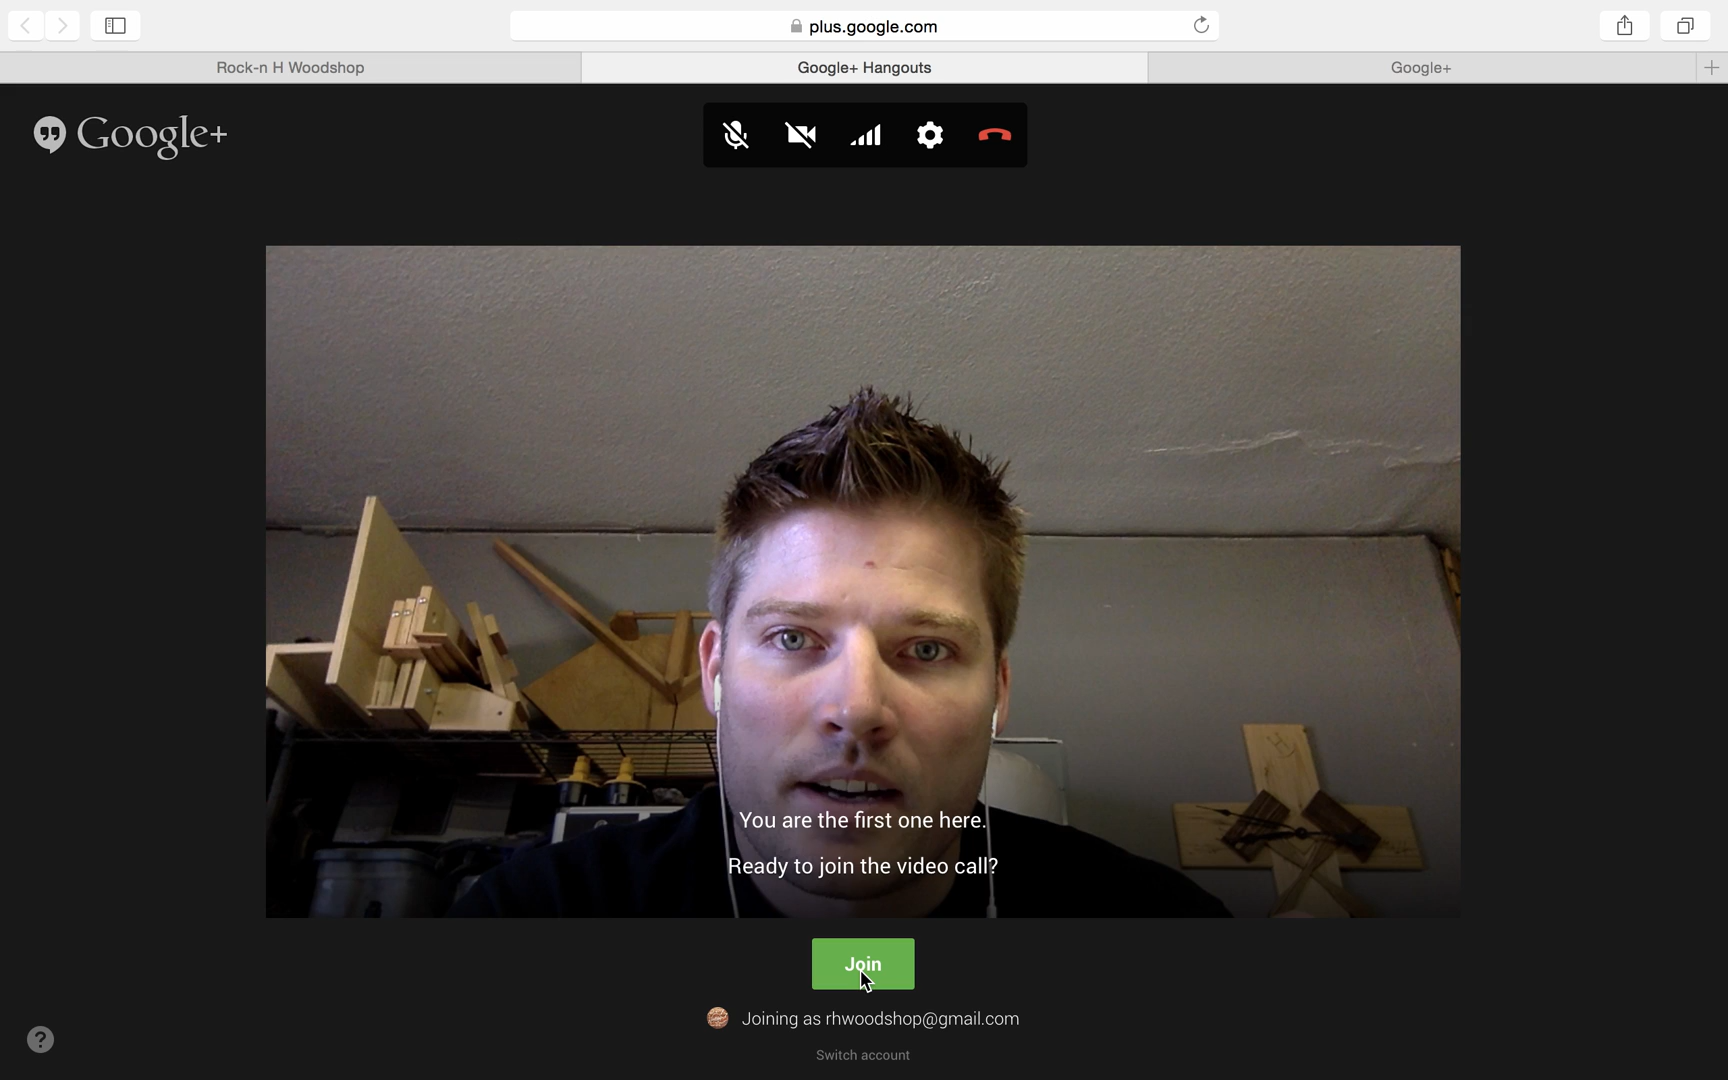 plus.google.com
Rock-n H Woodshop
Google+ Hangouts
Google+
Google+
You are the first one here.
Ready to join the video call?
Join
Joining as rhwoodshop@gmail.com
Switch account